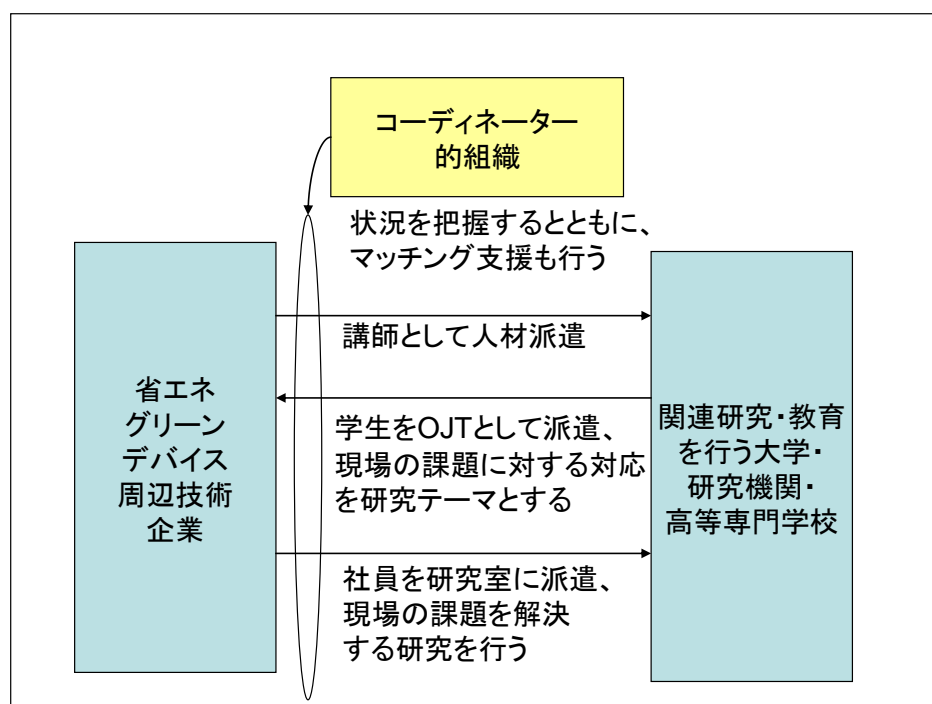 コーディネーター
的組織
状況を把握するとともに、
マッチング支援も行う
講師として人材派遣
省エネ
グリーン
デバイス
周辺技術
企業
学生をOJTとして派遣、
現場の課題に対する対応
を研究テーマとする
関連研究・教育
を行う大学・
研究機関・
高等専門学校
社員を研究室に派遣、
現場の課題を解決
する研究を行う